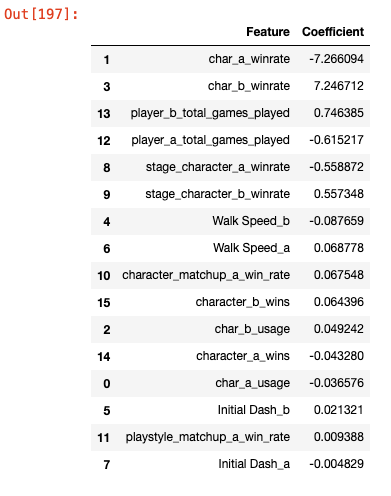 Out[197]:
Feature Coefficient
1 char_a_winrate -7.266094
3 char_b_winrate 7.246712
13 player_b_total_games_played 0.746385
12 player_a_total_games_played -0.615217
8 stage_character_a_winrate -0.558872
9 stage_character_b_winrate 0.557348
4 Walk Speed_b -0.087659
6 Walk Speed_a 0.068778
10 character_matchup_a_win_rate 0.067548
15 character_b_wins 0.064396
2 char_b_usage 0.049242
14 character_a_wins -0.043280
0 char_a_usage -0.036576
5 Initial Dash_b 0.021321
11 playstyle_matchup_a_win_rate 0.009388
7 Initial Dash_a -0.004829